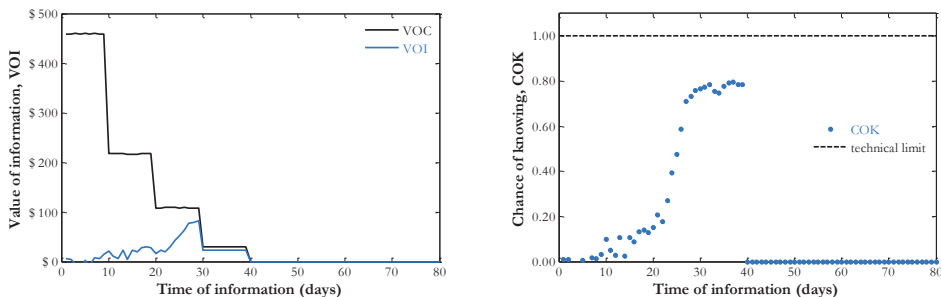 $ 500
$ 400
$ 300
$ 200
$ 100
$ 0
Value of information, VOI
VOC
VOI
0 10 20 30 40 50 60 70 80
Time of information (days)
1.00
0.80
0.60
0.40
0.20
0.00
Chance of knowing, COK
COK
technical limit
0 10 20 30 40 50 60 70 80
Time of information (days)